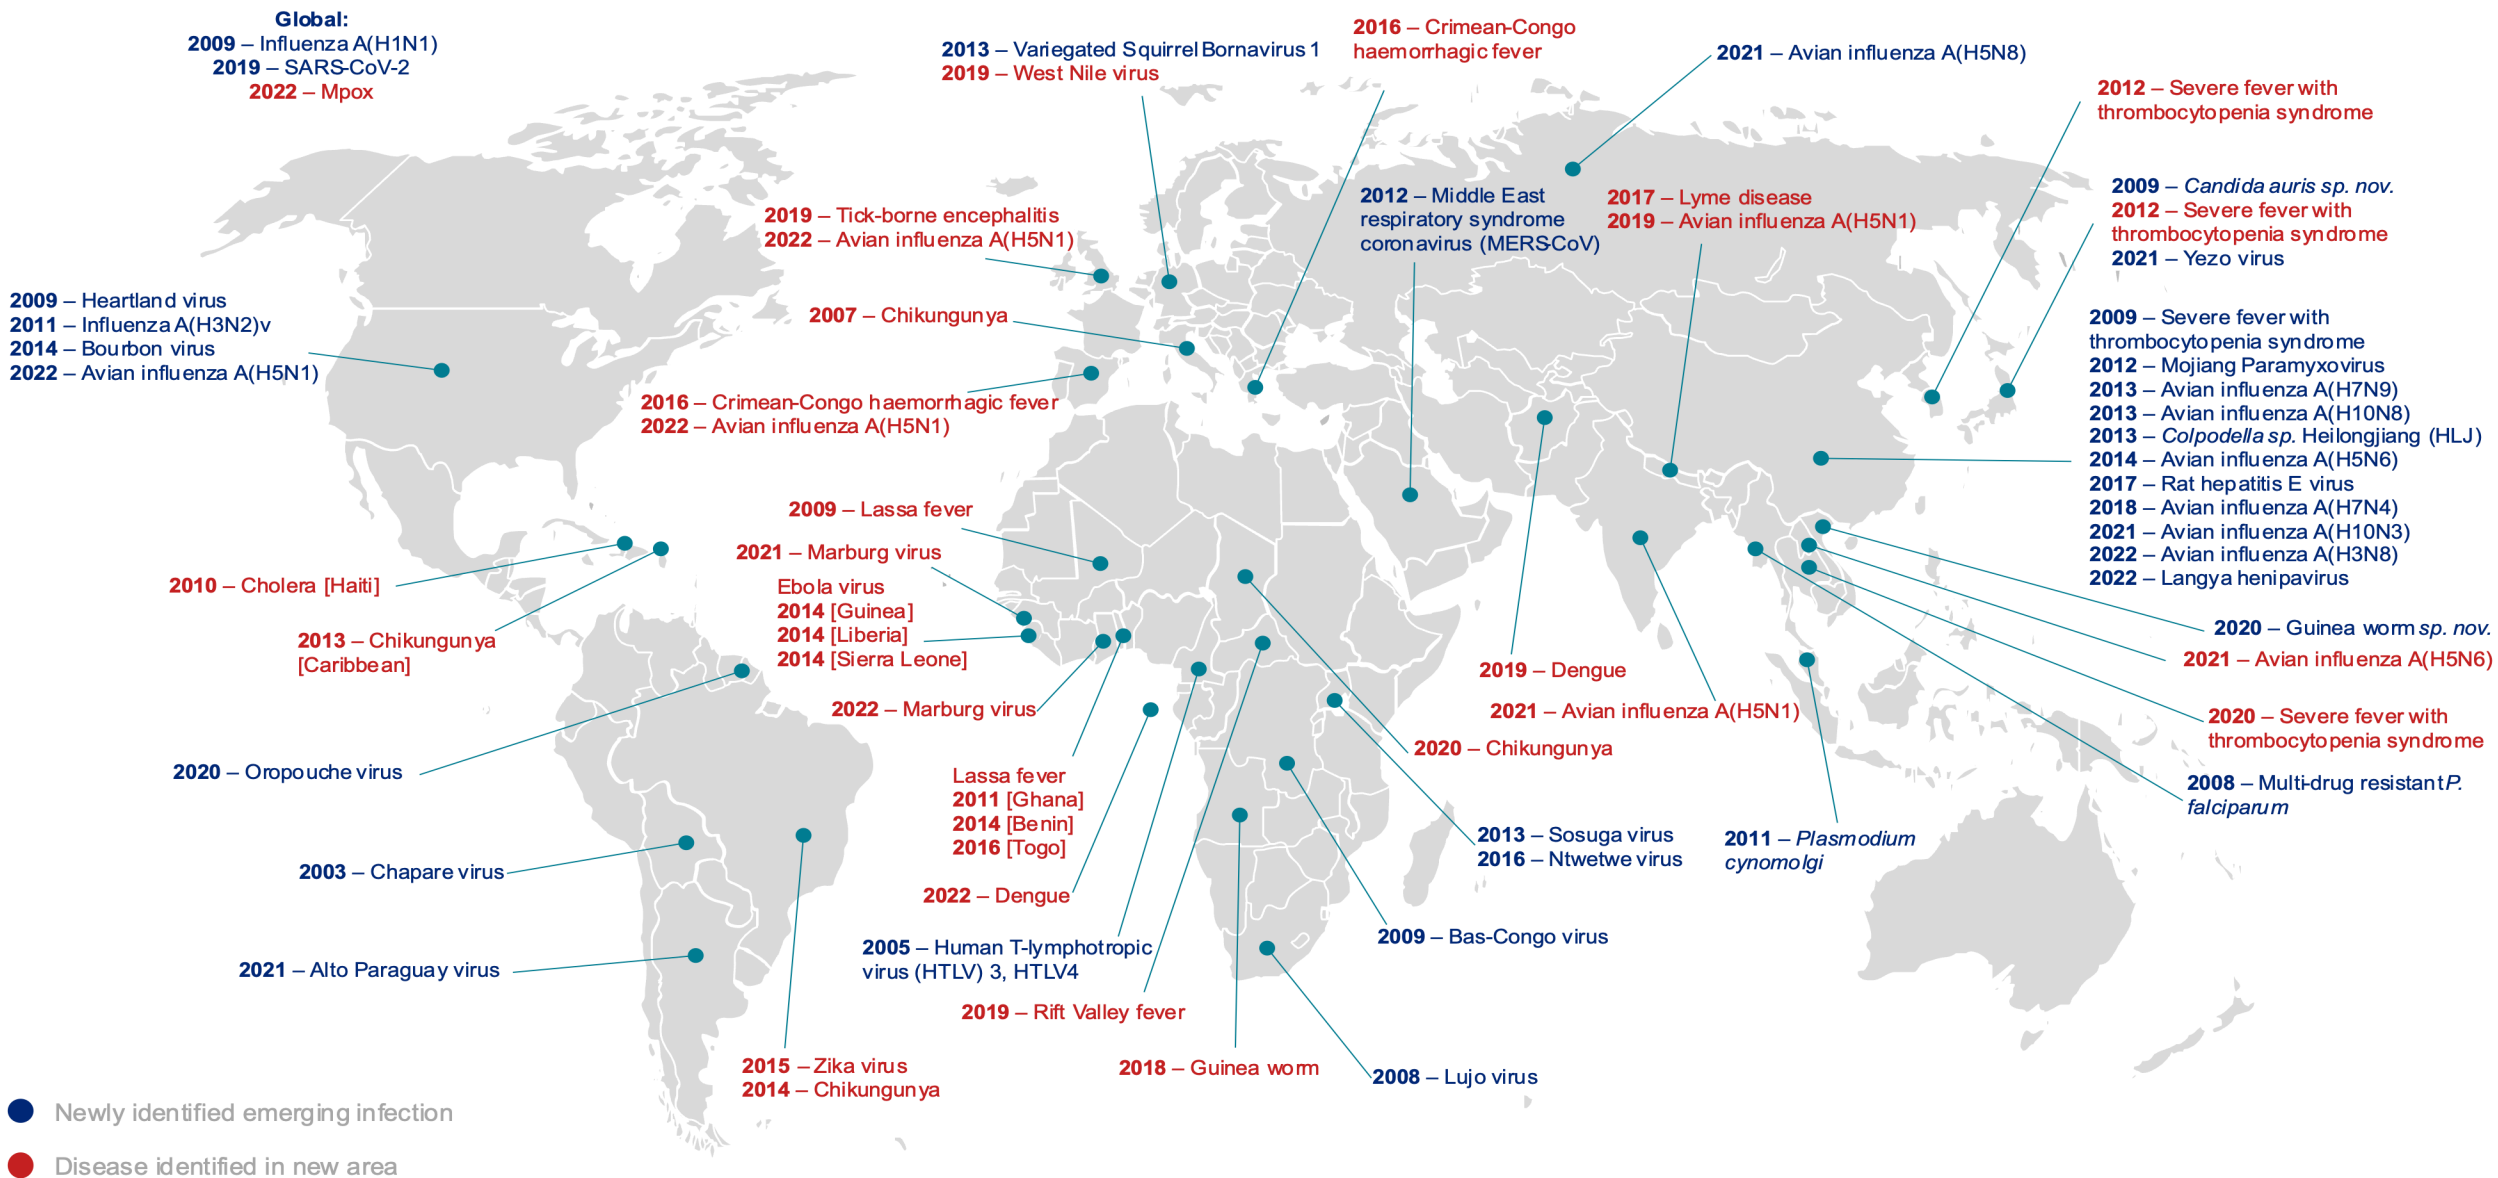 Global:
2009 – Influenza A(H1N1)
2019 – SARS-CoV-2
2022 – Mpox
2013 – Variegated Squirrel Bornavirus 1
2019 – West Nile virus
2016 – Crimean-Congo
haemorrhagic fever
2021 – Avian influenza A(H5N8)
2012 – Severe fever with
thrombocytopenia syndrome
2019 – Tick-borne encephalitis
2022 – Avian influenza A(H5N1)
2012 – Middle East
respiratory syndrome
coronavirus (MERS-CoV)
2017 – Lyme disease
2019 – Avian influenza A(H5N1)
2009 – Candida auris sp. nov.
2012 – Severe fever with
thrombocytopenia syndrome
2021 – Yezo virus
2009 – Heartland virus
2011 – Influenza A(H3N2)v
2014 – Bourbon virus
2022 – Avian influenza A(H5N1)
2007 – Chikungunya
2016 – Crimean-Congo haemorrhagic fever
2022 – Avian influenza A(H5N1)
2009 – Severe fever with
thrombocytopenia syndrome
2012 – Mojiang Paramyxovirus
2013 – Avian influenza A(H7N9)
2013 – Avian influenza A(H10N8)
2013 – Colpodella sp. Heilongjiang (HLJ)
2014 – Avian influenza A(H5N6)
2017 – Rat hepatitis E virus
2018 – Avian influenza A(H7N4)
2021 – Avian influenza A(H10N3)
2022 – Avian influenza A(H3N8)
2022 – Langya henipavirus
2009 – Lassa fever
2021 – Marburg virus
Ebola virus
2014 [Guinea]
2014 [Liberia]
2014 [Sierra Leone]
2010 – Cholera [Haiti]
2013 – Chikungunya
[Caribbean]
2022 – Marburg virus
2020 – Guinea worm sp. nov.
2021 – Avian influenza A(H5N6)
2019 – Dengue
2021 – Avian influenza A(H5N1)
2020 – Chikungunya
2020 – Severe fever with
thrombocytopenia syndrome
2008 – Multi-drug resistant P.
falciparum
2020 – Oropouche virus
Lassa fever
2011 [Ghana]
2014 [Benin]
2016 [Togo]
2013 – Sosuga virus
2016 – Ntwetwe virus
2011 – Plasmodium
cynomolgi
2003 – Chapare virus
2022 – Dengue
2005 – Human T-lymphotropic
virus (HTLV) 3, HTLV4
2009 – Bas-Congo virus
2021 – Alto Paraguay virus
2019 – Rift Valley fever
2015 – Zika virus
2014 – Chikungunya
2018 – Guinea worm
2008 – Lujo virus
Newly identified emerging infection
Disease identified in new area